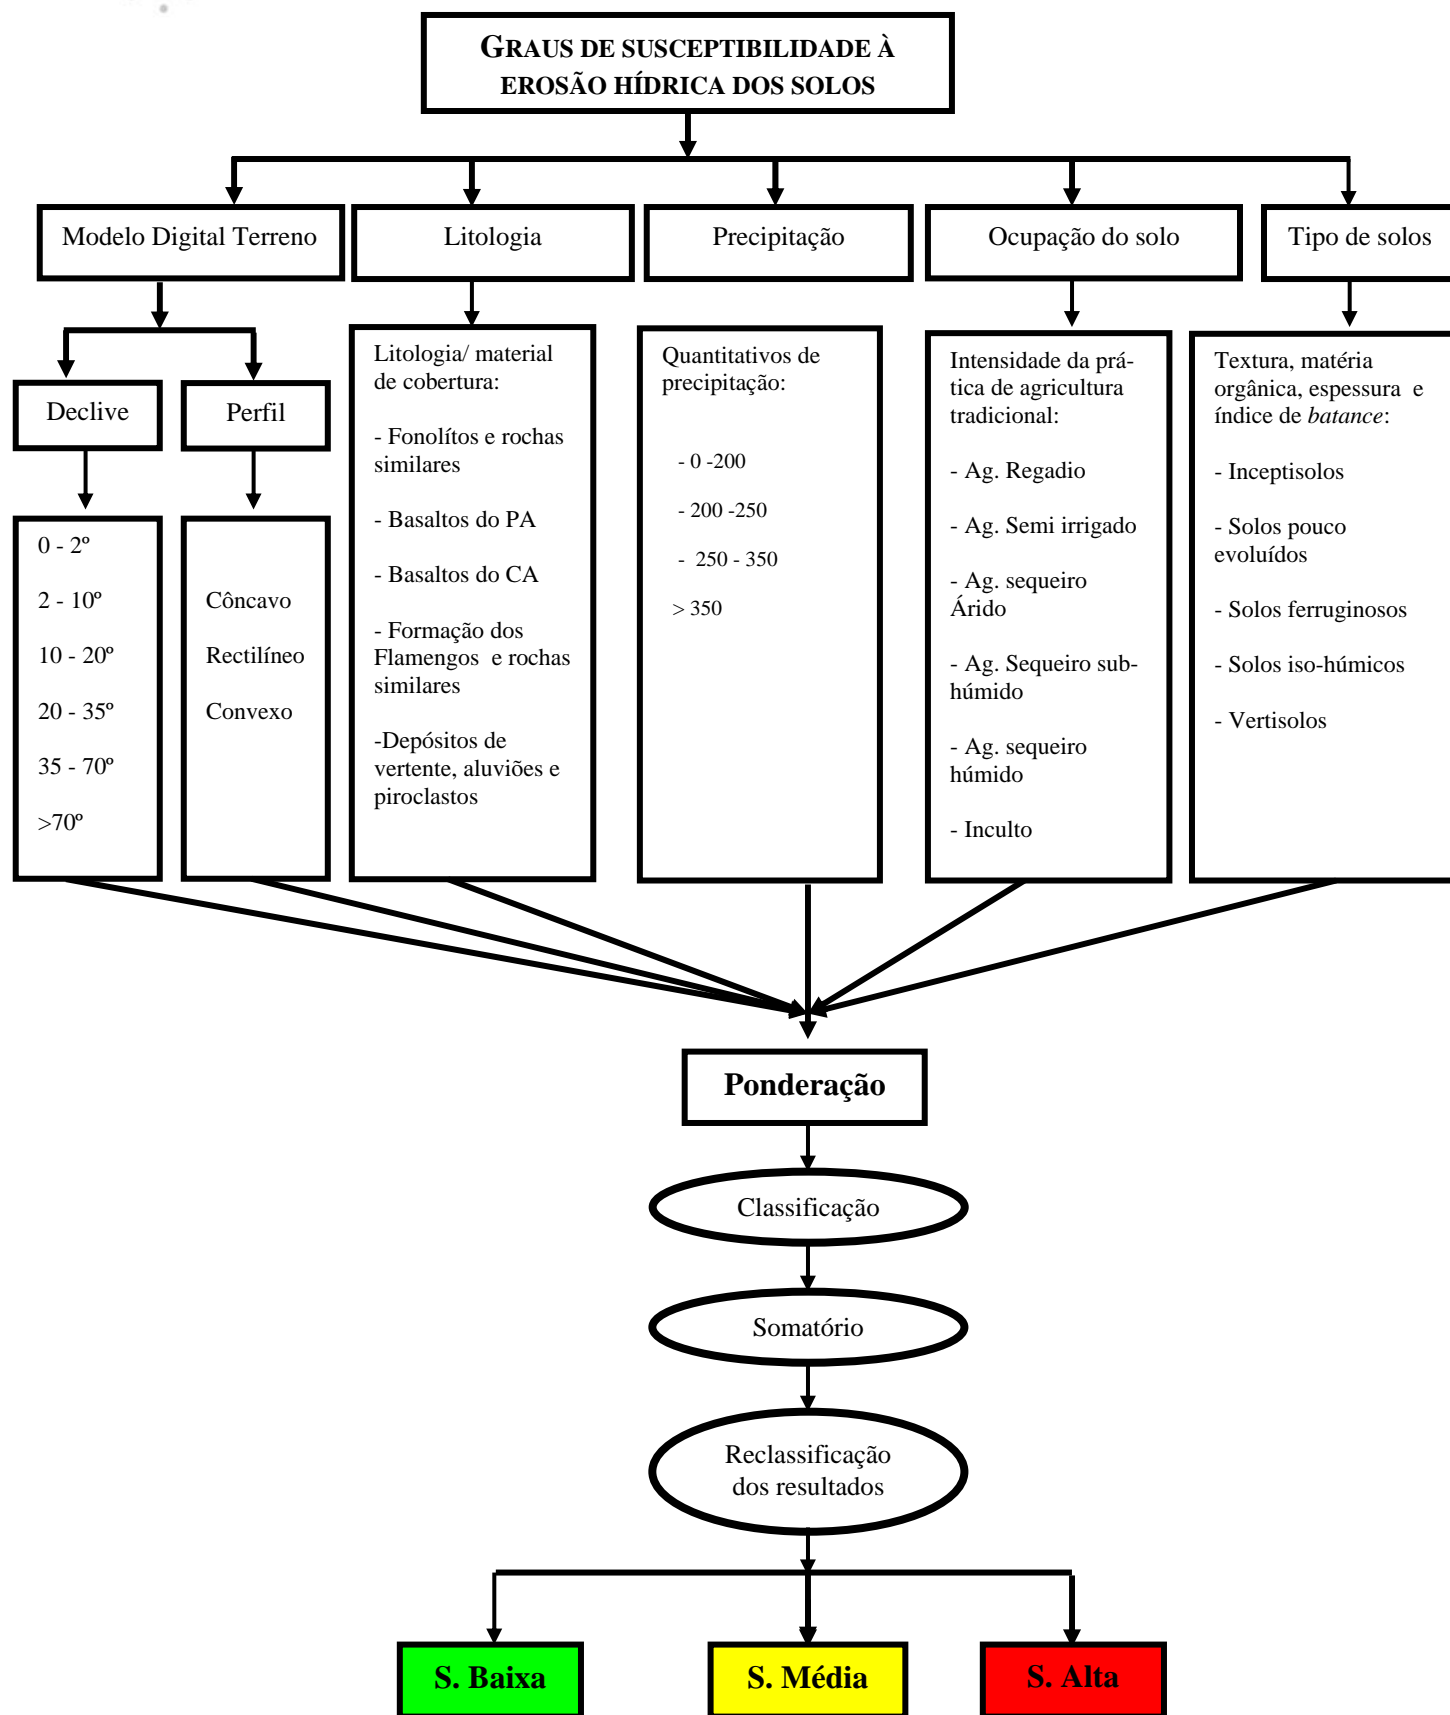 GRAUS DE SUSCEPTIBILIDADE À
EROSÃO HÍDRICA DOS SOLOS
Modelo Digital Terreno
Litologia
Precipitação
Ocupação do solo
Tipo de solos
Declive
Perfil
0 - 2º
2 - 10º
10 - 20º
20 - 35º
35 - 70º
>70º
Côncavo
Rectilíneo
Convexo
Litologia/ material
de cobertura:
- Fonolítos e rochas
similares
- Basaltos do PA
- Basaltos do CA
- Formação dos
Flamengos e rochas
similares
-Depósitos de
vertente, aluviões e
piroclastos
Quantitativos de
precipitação:
- 0 -200
- 200 -250
- 250 - 350
> 350
Intensidade da prá-
tica de agricultura
tradicional:
- Ag. Regadio
- Ag. Semi irrigado
- Ag. sequeiro
Árido
- Ag. Sequeiro sub-
húmido
- Ag. sequeiro
húmido
- Inculto
Textura, matéria
orgânica, espessura e
índice de batance:
- Inceptisolos
- Solos pouco
evoluídos
- Solos ferruginosos
- Solos iso-húmicos
- Vertisolos
Ponderação
Classificação
Somatório
Reclassificação
dos resultados
S. Baixa
S. Média
S. Alta